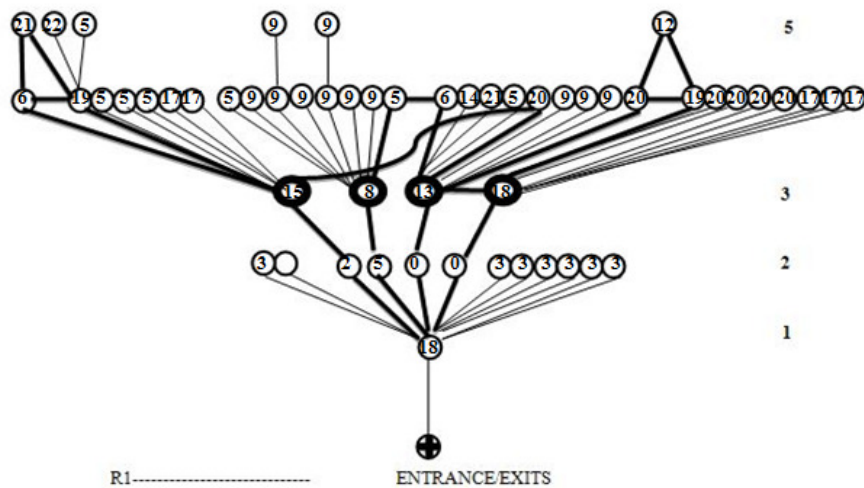 21 22 5 9 9 12 5
6 19 5 5 5 17 17 5 9 9 9 9 9 9 5 6 14 21 5 20 9 9 9 20 19 20 20 20 20 17 17 17
15 8 13 18 3
3 2 5 0 0 3 3 3 3 3 3 2
1
18
R1------------------------------ ENTRANCE/EXITS